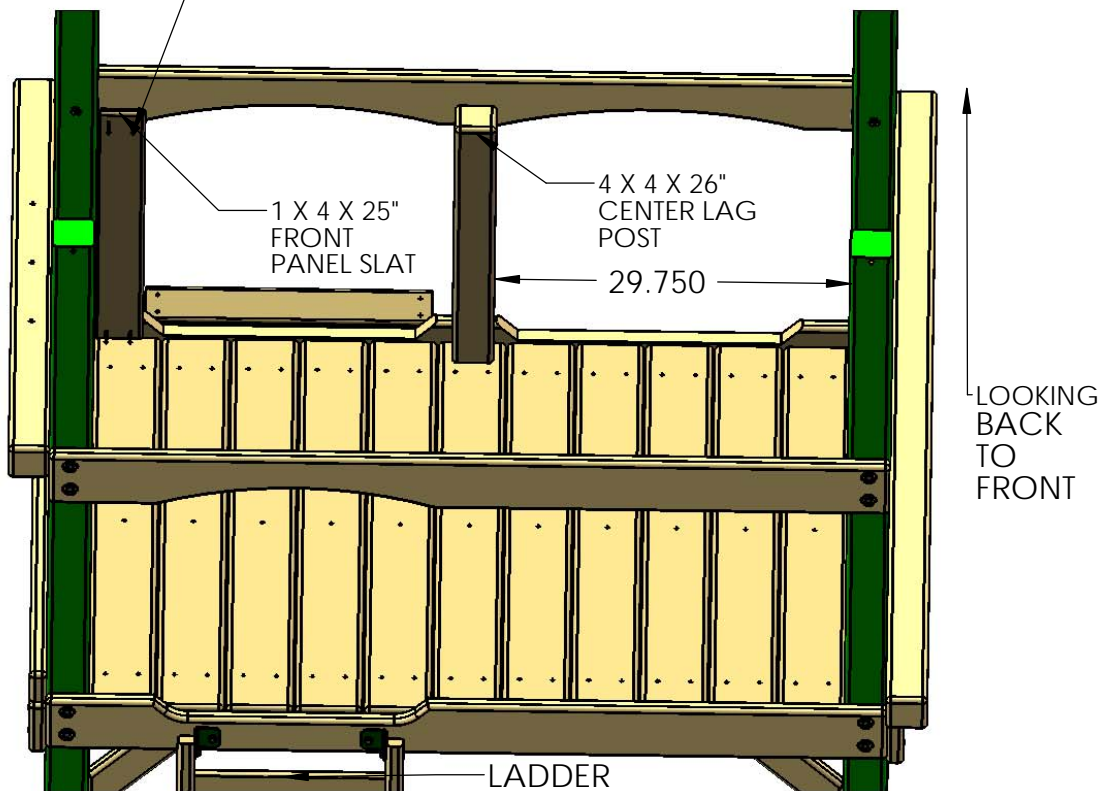 1 X 4 X 25"
FRONT
PANEL SLAT
4 X 4 X 26"
CENTER LAG
POST
29.750
LOOKING
BACK
TO
FRONT
LADDER